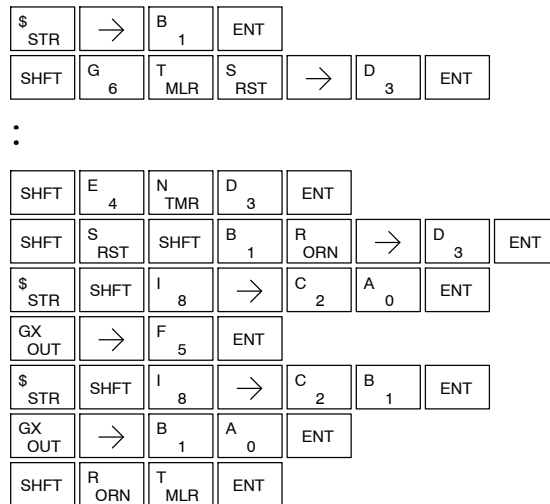 $ STR → B 1 ENT
SHFT G 6 T MLR S RST → D 3 ENT
:
SHFT E 4 N TMR D 3 ENT
SHFT S RST SHFT B 1 R ORN → D 3 ENT
$ STR SHFT I 8 → C 2 A 0 ENT
GX OUT → F 5 ENT
$ STR SHFT I 8 → C 2 B 1 ENT
GX OUT → B 1 A 0 ENT
SHFT R ORN T MLR ENT